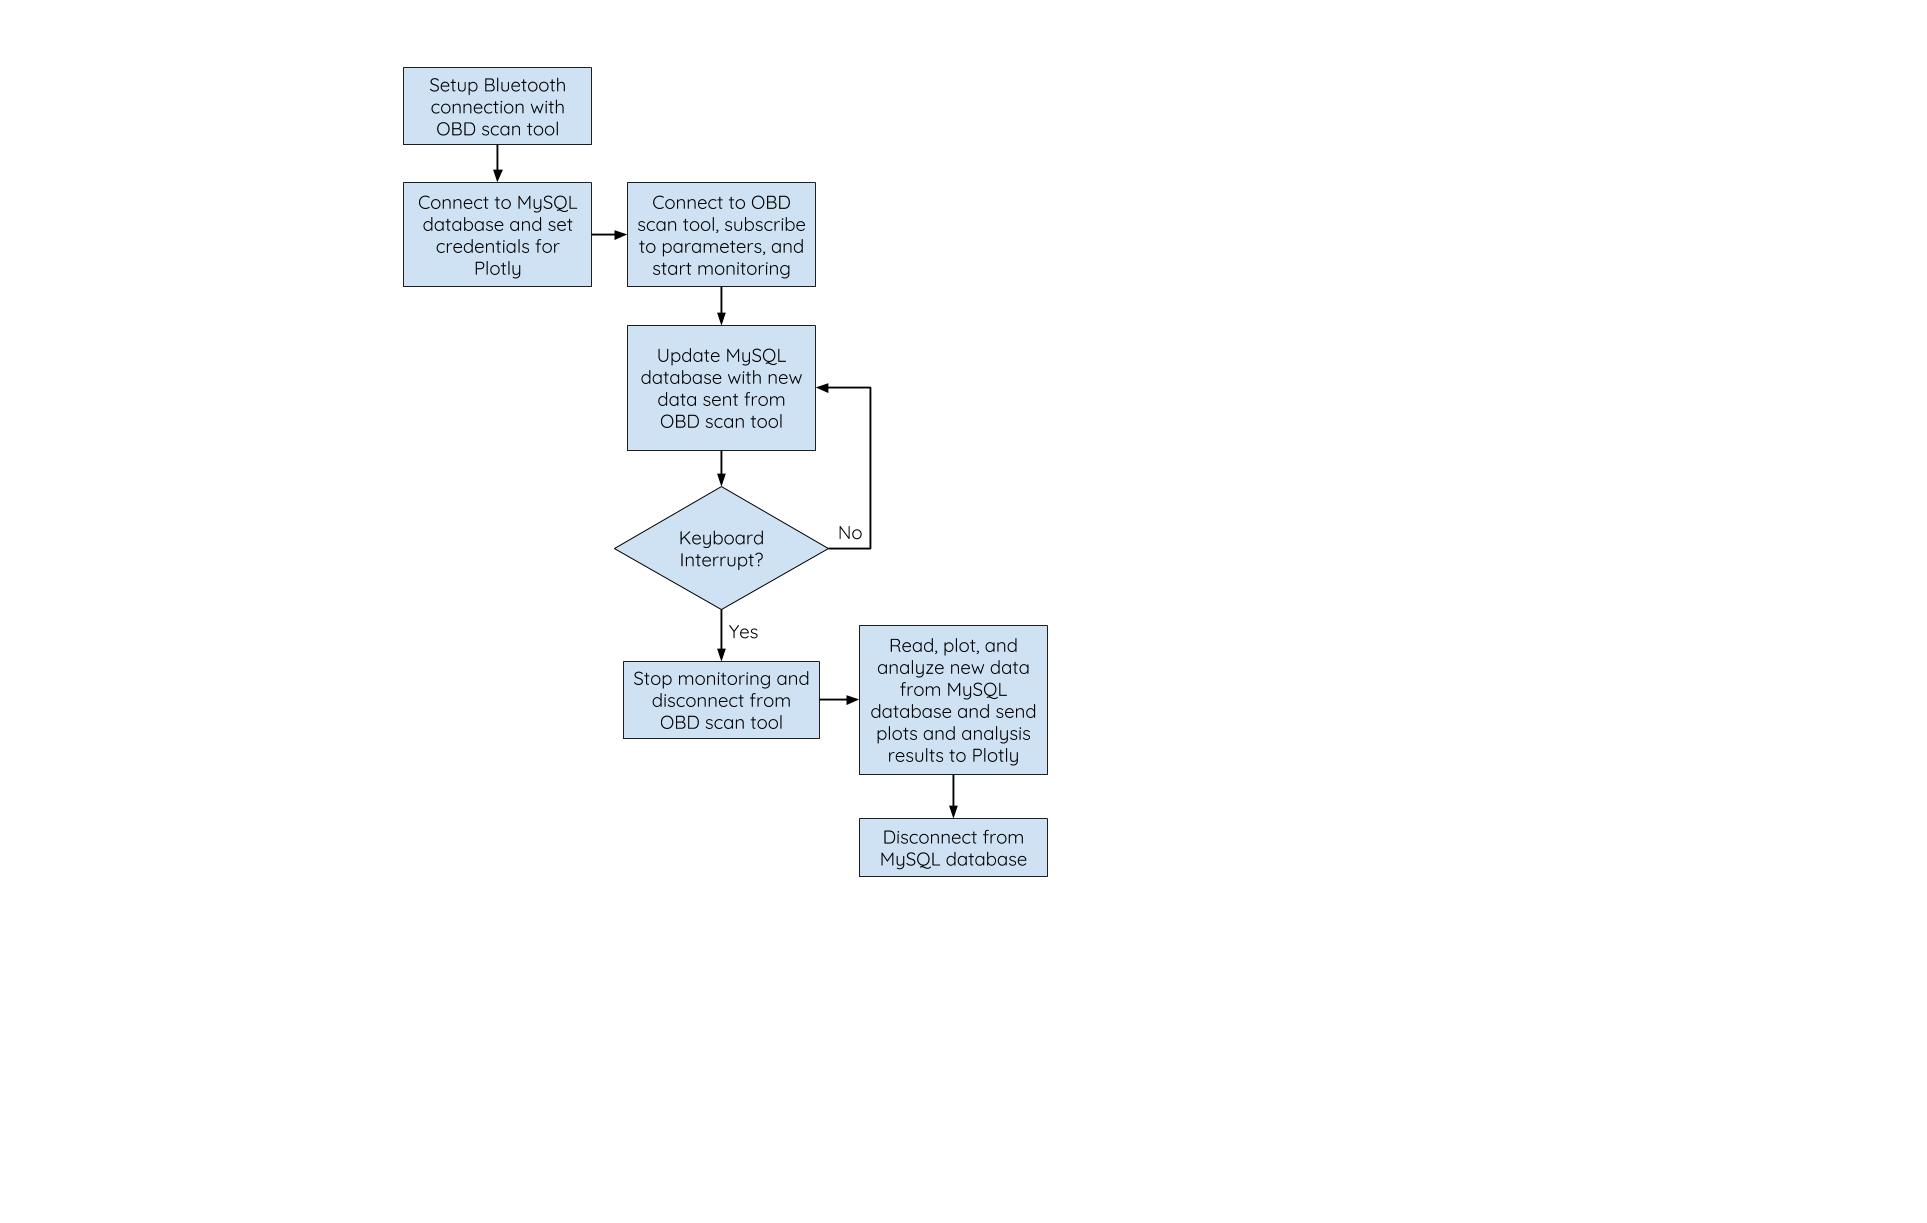 Setup Bluetooth
connection with
OBD scan tool
Connect to MySQL
database and set
credentials for
Plotly
Connect to OBD
scan tool, subscribe
to parameters, and
start monitoring
Update MySQL
database with new
data sent from
OBD scan tool
Keyboard
Interrupt?
No
Yes
Stop monitoring and
disconnect from
OBD scan tool
Read, plot, and
analyze new data
from MySQL
database and send
plots and analysis
results to Plotly
Disconnect from
MySQL database